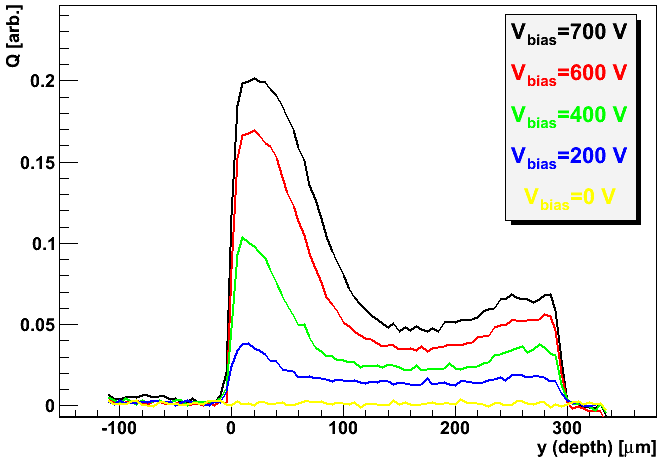 Q [arb.]
0.2
0.15
0.1
0.05
0
-100 0 100 200 300
y (depth) [μm]
V_bias=700 V
V_bias=600 V
V_bias=400 V
V_bias=200 V
V_bias=0 V